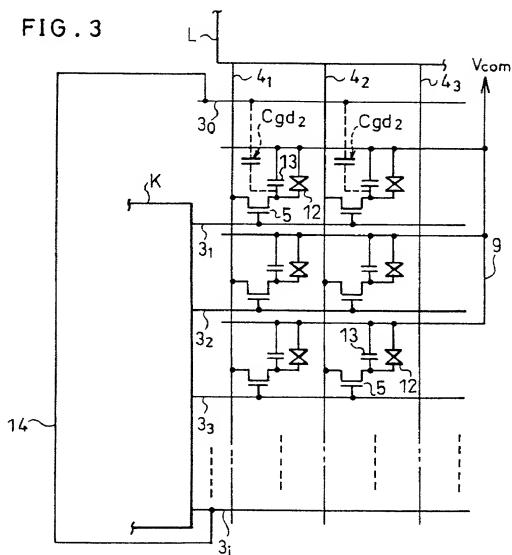 FIG. 3
L
4₁ 4₂ 4₃ Vcom
3₀ Cgd₂ Cgd₂
K 13
5 12
3₁
9
3₂
13
12
5
14 3₃
3i